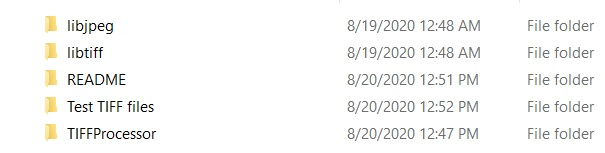 libjpeg 8/19/2020 12:48 AM File folder
libtiff 8/19/2020 12:48 AM File folder
README 8/20/2020 12:51 PM File folder
Test TIFF files 8/20/2020 12:52 PM File folder
TIFFProcessor 8/20/2020 12:47 PM File folder